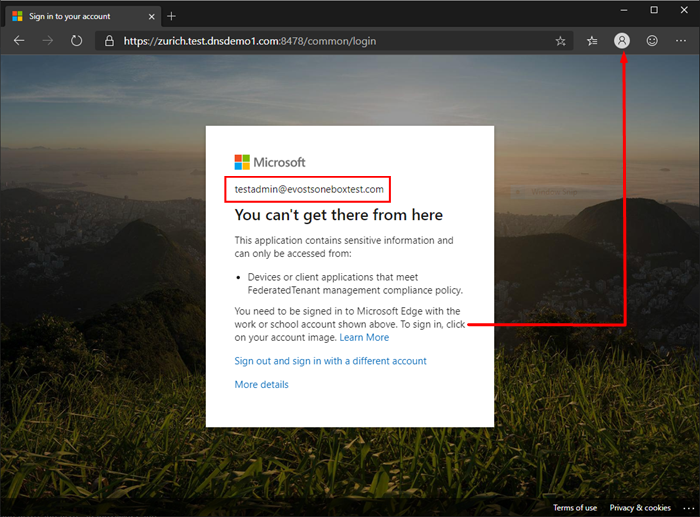 Sign in to your account
https://zurich.test.dnsdemo1.com:8478/common/login
Microsoft
testadmin@evostsoneboxtest.com
You can't get there from here
This application contains sensitive information and
can only be accessed from:
• Devices or client applications that meet
FederatedTenant management compliance policy.
You need to be signed in to Microsoft Edge with the
work or school account shown above. To sign in, click
on your account image. Learn More
Sign out and sign in with a different account
More details
Terms of use Privacy & cookies ...